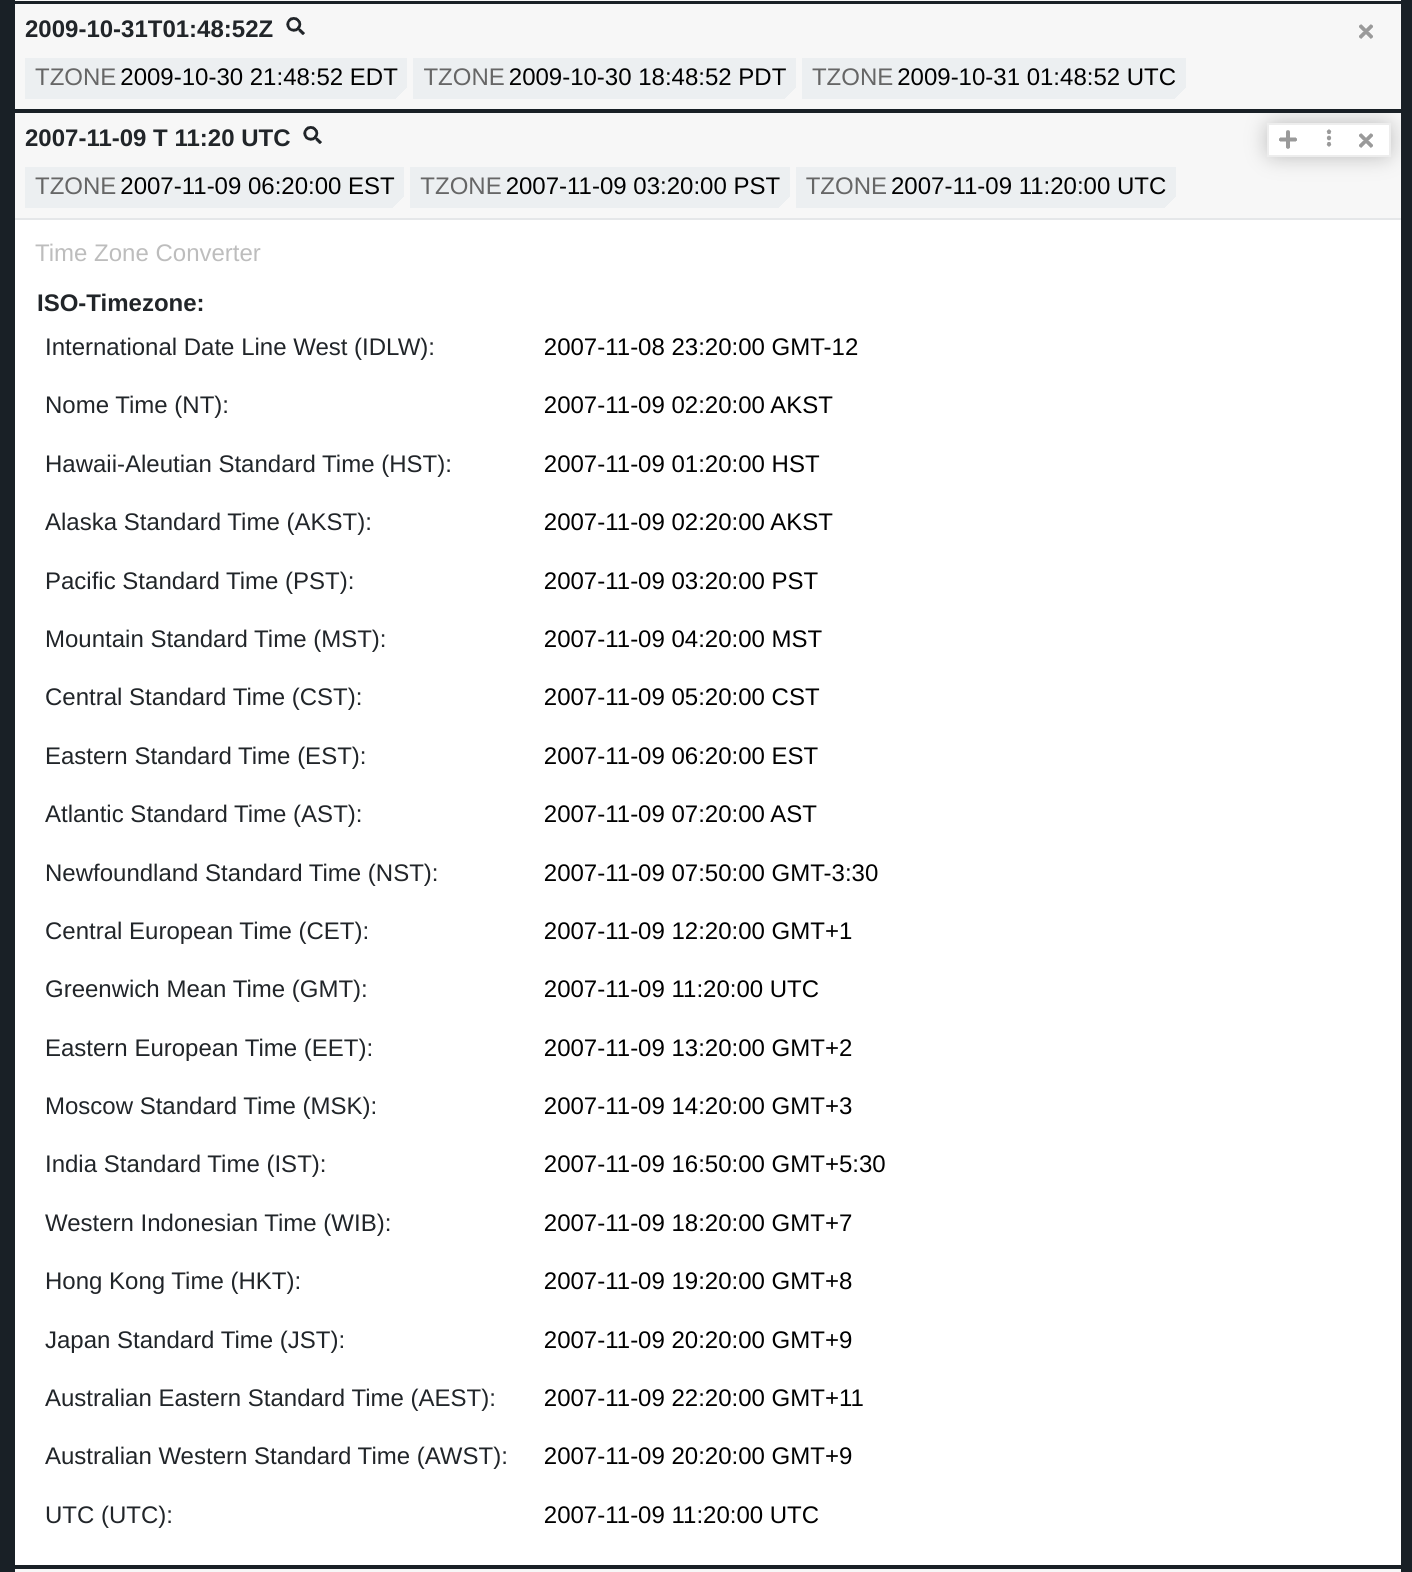 2009-10-31T01:48:52Z
TZONE 2009-10-30 21:48:52 EDT TZONE 2009-10-30 18:48:52 PDT TZONE 2009-10-31 01:48:52 UTC
2007-11-09 T 11:20 UTC
TZONE 2007-11-09 06:20:00 EST TZONE 2007-11-09 03:20:00 PST TZONE 2007-11-09 11:20:00 UTC
Time Zone Converter
ISO-Timezone:
International Date Line West (IDLW): 2007-11-08 23:20:00 GMT-12
Nome Time (NT): 2007-11-09 02:20:00 AKST
Hawaii-Aleutian Standard Time (HST): 2007-11-09 01:20:00 HST
Alaska Standard Time (AKST): 2007-11-09 02:20:00 AKST
Pacific Standard Time (PST): 2007-11-09 03:20:00 PST
Mountain Standard Time (MST): 2007-11-09 04:20:00 MST
Central Standard Time (CST): 2007-11-09 05:20:00 CST
Eastern Standard Time (EST): 2007-11-09 06:20:00 EST
Atlantic Standard Time (AST): 2007-11-09 07:20:00 AST
Newfoundland Standard Time (NST): 2007-11-09 07:50:00 GMT-3:30
Central European Time (CET): 2007-11-09 12:20:00 GMT+1
Greenwich Mean Time (GMT): 2007-11-09 11:20:00 UTC
Eastern European Time (EET): 2007-11-09 13:20:00 GMT+2
Moscow Standard Time (MSK): 2007-11-09 14:20:00 GMT+3
India Standard Time (IST): 2007-11-09 16:50:00 GMT+5:30
Western Indonesian Time (WIB): 2007-11-09 18:20:00 GMT+7
Hong Kong Time (HKT): 2007-11-09 19:20:00 GMT+8
Japan Standard Time (JST): 2007-11-09 20:20:00 GMT+9
Australian Eastern Standard Time (AEST): 2007-11-09 22:20:00 GMT+11
Australian Western Standard Time (AWST): 2007-11-09 20:20:00 GMT+9
UTC (UTC): 2007-11-09 11:20:00 UTC